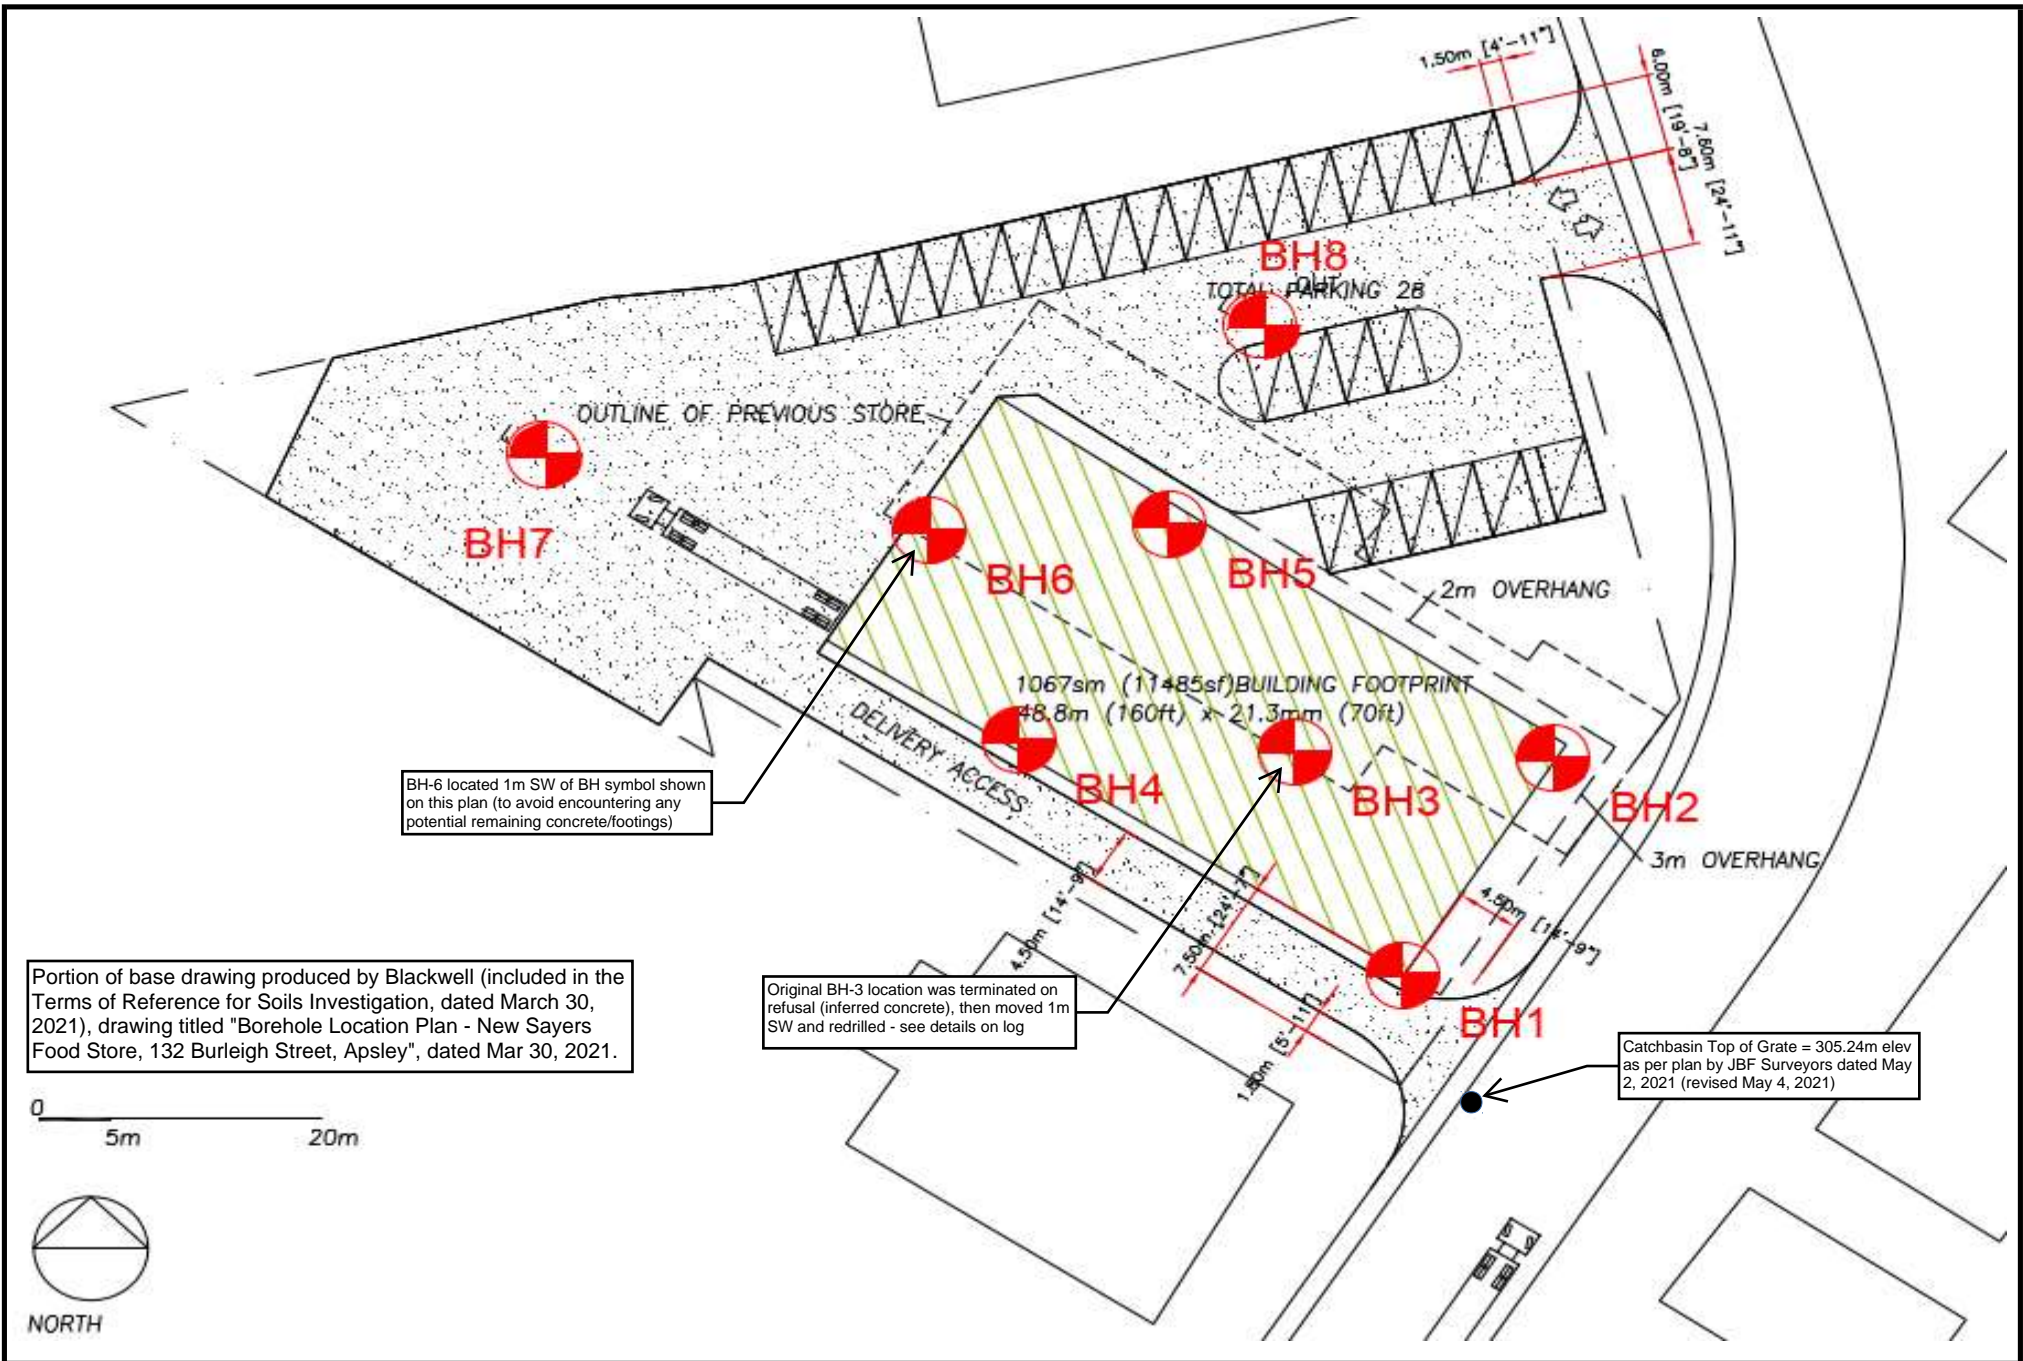 1.50m [4'-11"]
6.00m [19'-8"]
7.60m [24'-11"]
BH8
OUT
TOTAL PARKING 28
OUTLINE OF PREVIOUS STORE
BH7
BH6
BH5
2m OVERHANG
1067sm (11485sf)BUILDING FOOTPRINT
48.8m (160ft) x 21.3mm (70ft)
DELIVERY ACCESS
BH4
BH3
BH2
3m OVERHANG
BH-6 located 1m SW of BH symbol shown
on this plan (to avoid encountering any
potential remaining concrete/footings)
4.50m [14'-9"]
7.50m [24'-7"]
4.50m [14'-9"]
BH1
Portion of base drawing produced by Blackwell (included in the
Terms of Reference for Soils Investigation, dated March 30,
2021), drawing titled "Borehole Location Plan - New Sayers
Food Store, 132 Burleigh Street, Apsley", dated Mar 30, 2021.
Original BH-3 location was terminated on
refusal (inferred concrete), then moved 1m
SW and redrilled - see details on log
Catchbasin Top of Grate = 305.24m elev
as per plan by JBF Surveyors dated May
2, 2021 (revised May 4, 2021)
[5'-11"]
0
5m
20m
NORTH